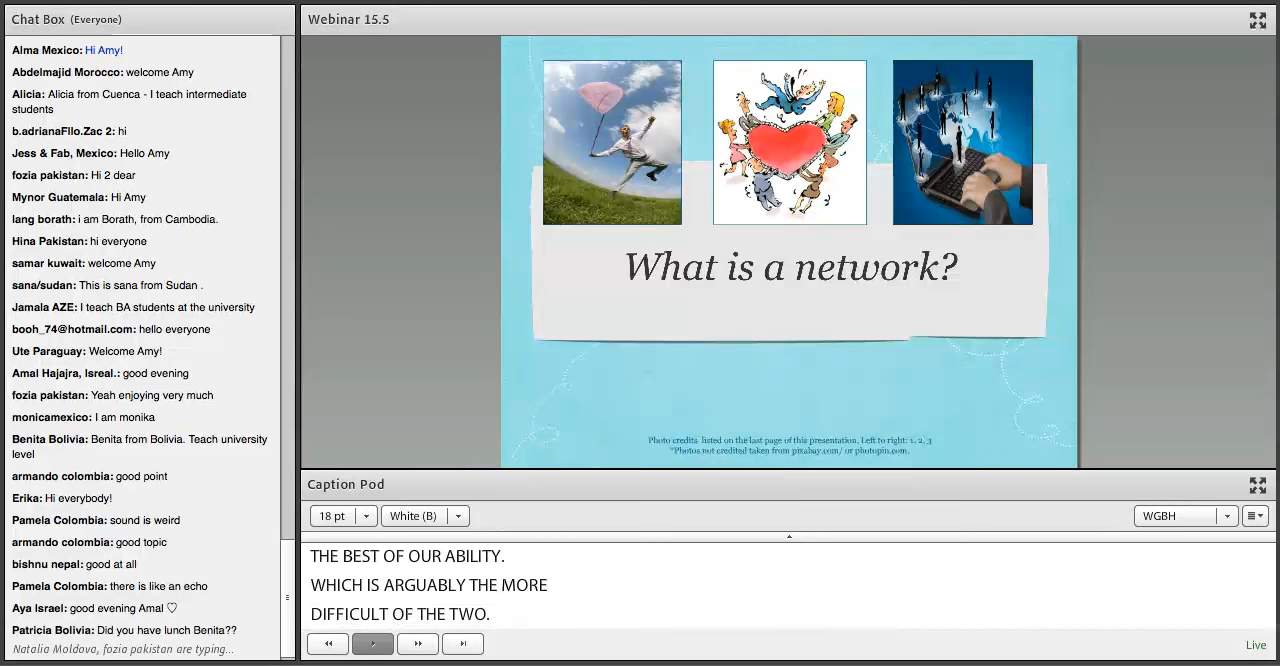 Chat Box (Everyone)
Alma Mexico: Hi Amy!
Abdelmajid Morocco: welcome Amy
Alicia: Alicia from Cuenca - I teach intermediate
students
b.adrianaFIlo.Zac 2: hi
Jess & Fab, Mexico: Hello Amy
fozia pakistan: Hi 2 dear
Mynor Guatemala: Hi Amy
lang borath: i am Borath, from Cambodia.
Hina Pakistan: hi everyone
samar kuwait: welcome Amy
sana/sudan: This is sana from Sudan .
Jamala AZE: I teach BA students at the university
booh_74@hotmail.com: hello everyone
Ute Paraguay: Welcome Amy!
Amal Hajajra, Isreal.: good evening
fozia pakistan: Yeah enjoying very much
monicamexico: I am monika
Benita Bolivia: Benita from Bolivia. Teach university
level
armando colombia: good point
Erika: Hi everybody!
Pamela Colombia: sound is weird
armando colombia: good topic
bishnu nepal: good at all
Pamela Colombia: there is like an echo
Aya Israel: good evening Amal ♡
Patricia Bolivia: Did you have lunch Benita??
Natalia Moldova, fozia pakistan are typing...
Webinar 15.5
What is a network?
Photo credits listed on the last page of this presentation. Left to right: 1, 2, 3
*Photos not credited taken from pixabay.com/ or photopin.com.
Caption Pod
18 pt
White (B)
WGBH
THE BEST OF OUR ABILITY.
WHICH IS ARGUABLY THE MORE
DIFFICULT OF THE TWO.
Live